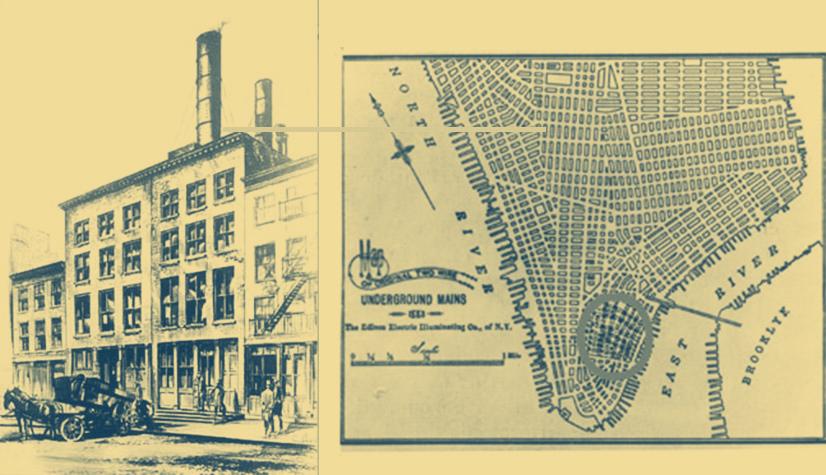 NORTH
RIVER
Map
OF ORIGINAL TWO WIRE
UNDERGROUND MAINS
1883
The Edison Electric Illuminating Co., of N.Y.
Scale
EAST
RIVER
BROOKLYN